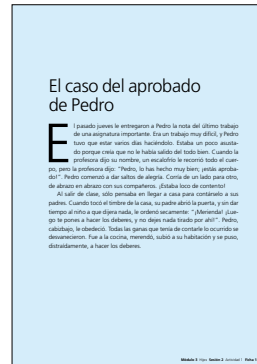 El caso del aprobado
de Pedro
El pasado jueves le entregaron a Pedro la nota del último trabajo
de una asignatura importante. Era un trabajo muy difícil, y Pedro
tuvo que estar varios días haciéndolo. Estaba un poco asusta-
do porque creía que no le había salido del todo bien. Cuando la
profesora dijo su nombre, un escalofrío le recorrió todo el cuer-
po, pero la profesora dijo: “Pedro, lo has hecho muy bien; ¡estás aproba-
do!”. Pedro comenzó a dar saltos de alegría. Corría de un lado para otro,
de abrazo en abrazo con sus compañeros. ¡Estaba loco de contento!
Al salir de clase, sólo pensaba en llegar a casa para contárselo a sus
padres. Cuando tocó el timbre de la casa, su padre abrió la puerta, y sin dar
tiempo al niño a que dijera nada, le ordenó secamente: “¡Merienda! ¡Lue-
go te pones a hacer los deberes, y no dejes nada tirado por ahí!”. Pedro,
cabizbajo, le obedeció. Todas las ganas que tenía de contarle lo ocurrido se
desvanecieron. Fue a la cocina, merendó, subió a su habitación y se puso,
distraídamente, a hacer los deberes.
Módulo 3 Hijos Sesión 2 Actividad 1 Ficha 1